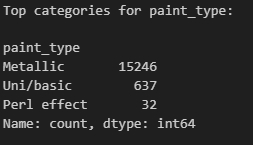 Top categories for paint_type:
paint_type
Metallic 15246
Uni/basic 637
Perl effect 32
Name: count, dtype: int64